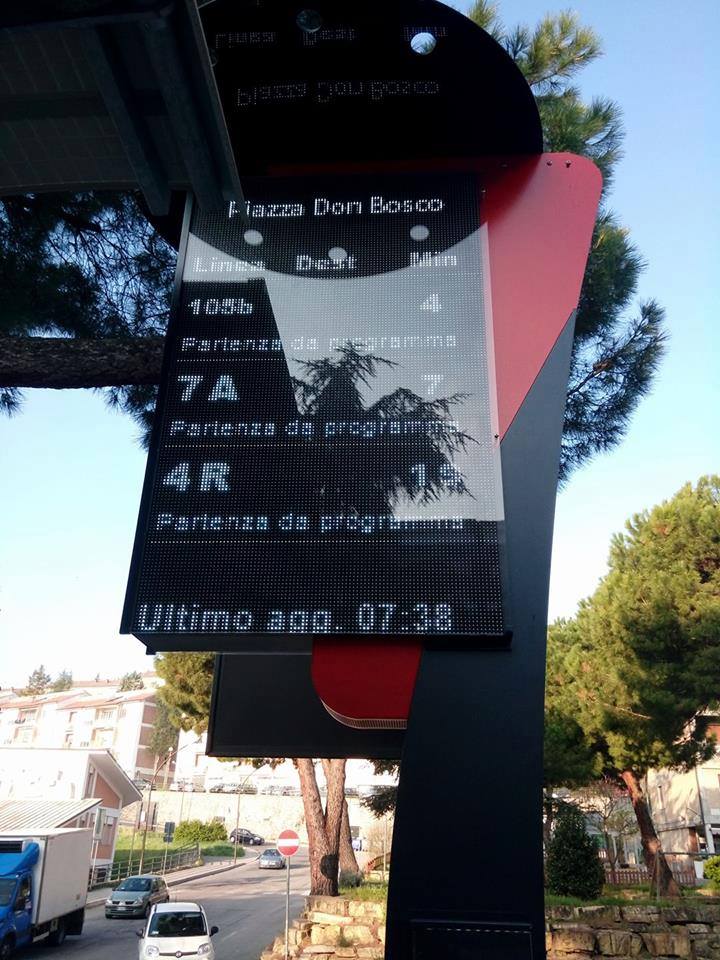 Piazza Don Bosco
Linea Dest Min
105b 4
Partenza da programma
7A 7
Partenza da programma
4R
Partenza da programma
Ultimo agg. 07:38